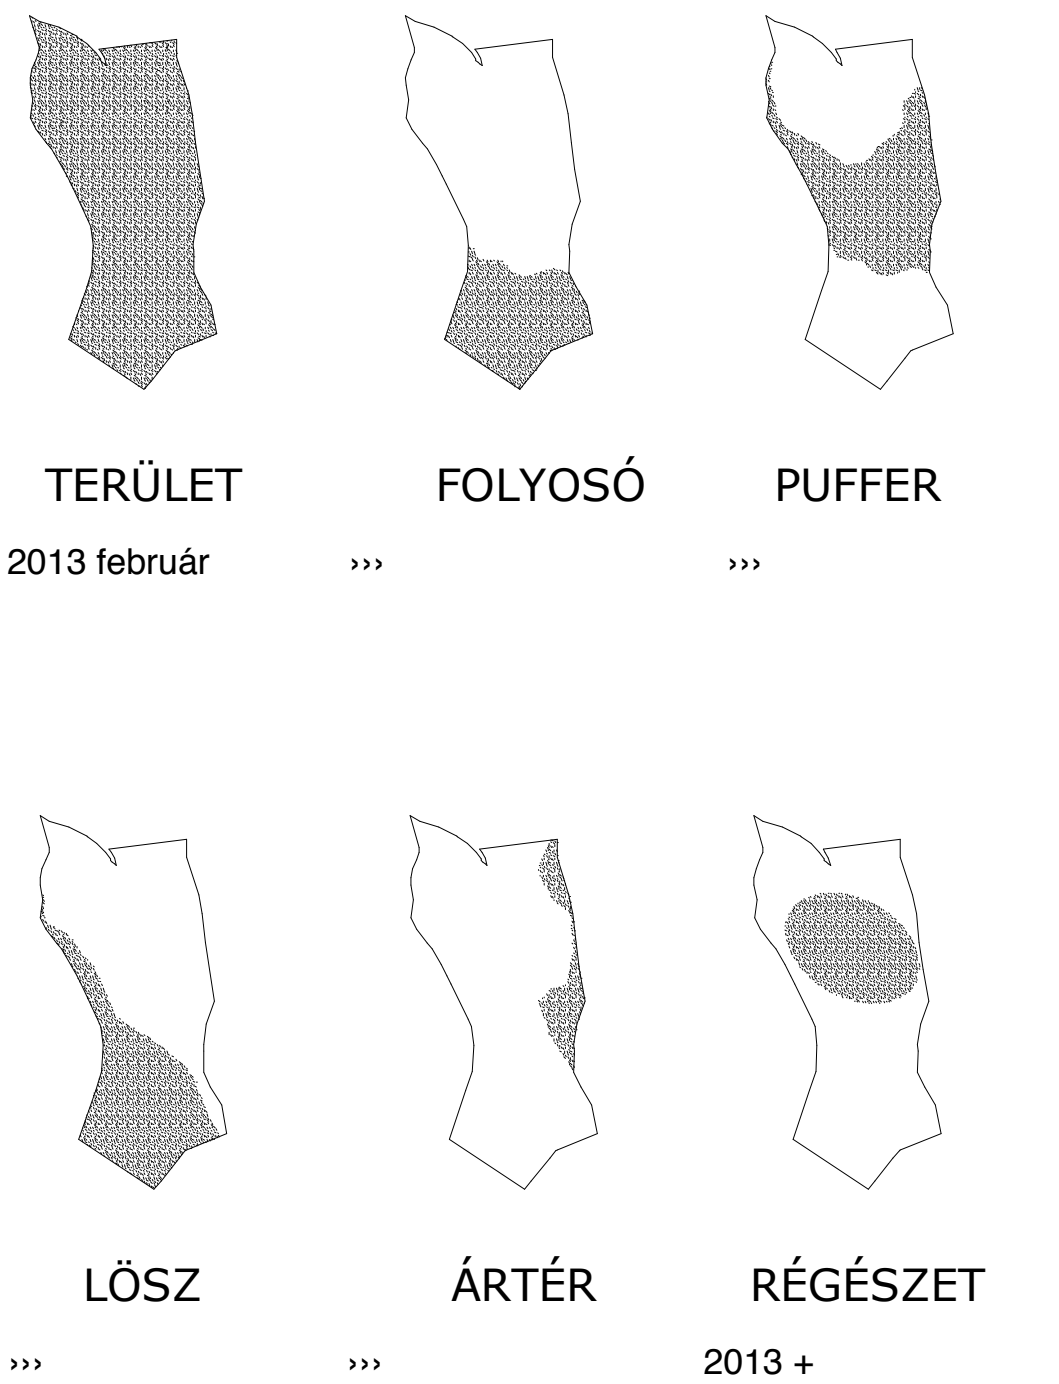 TERÜLET FOLYOSÓ PUFFER
2013 február ››› ›››
LÖSZ ÁRTÉR RÉGÉSZET
››› ››› 2013 +